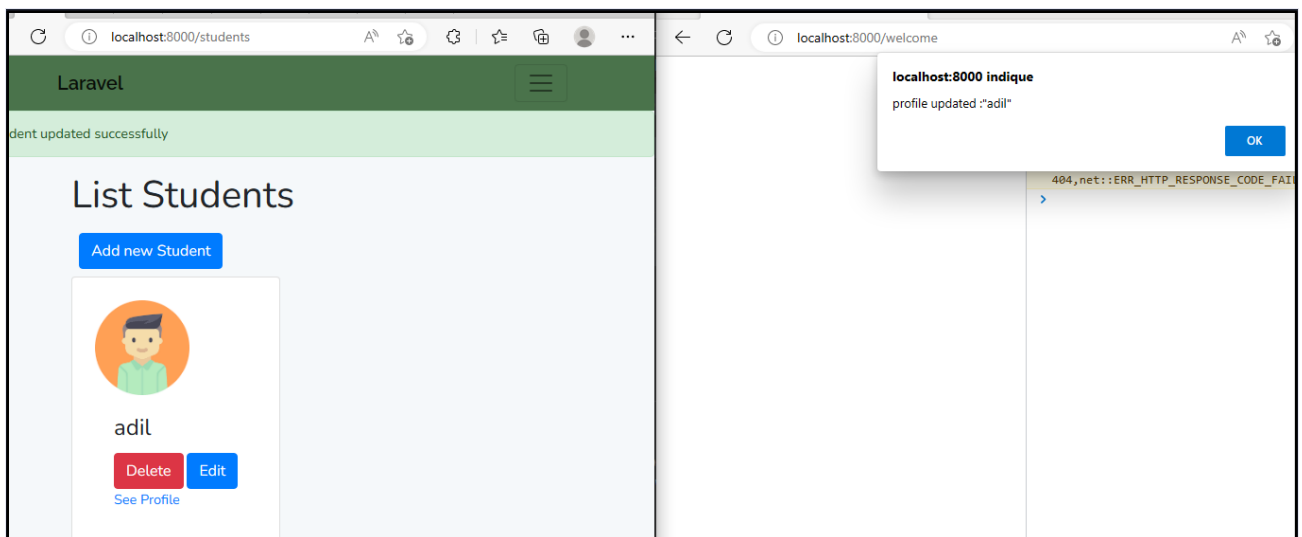 localhost:8000/students
Laravel
dent updated successfully
List Students
Add new Student
adil
Delete
Edit
See Profile
localhost:8000/welcome
localhost:8000 indique
profile updated :"adil"
OK
404,net::ERR_HTTP_RESPONSE_CODE_FAI